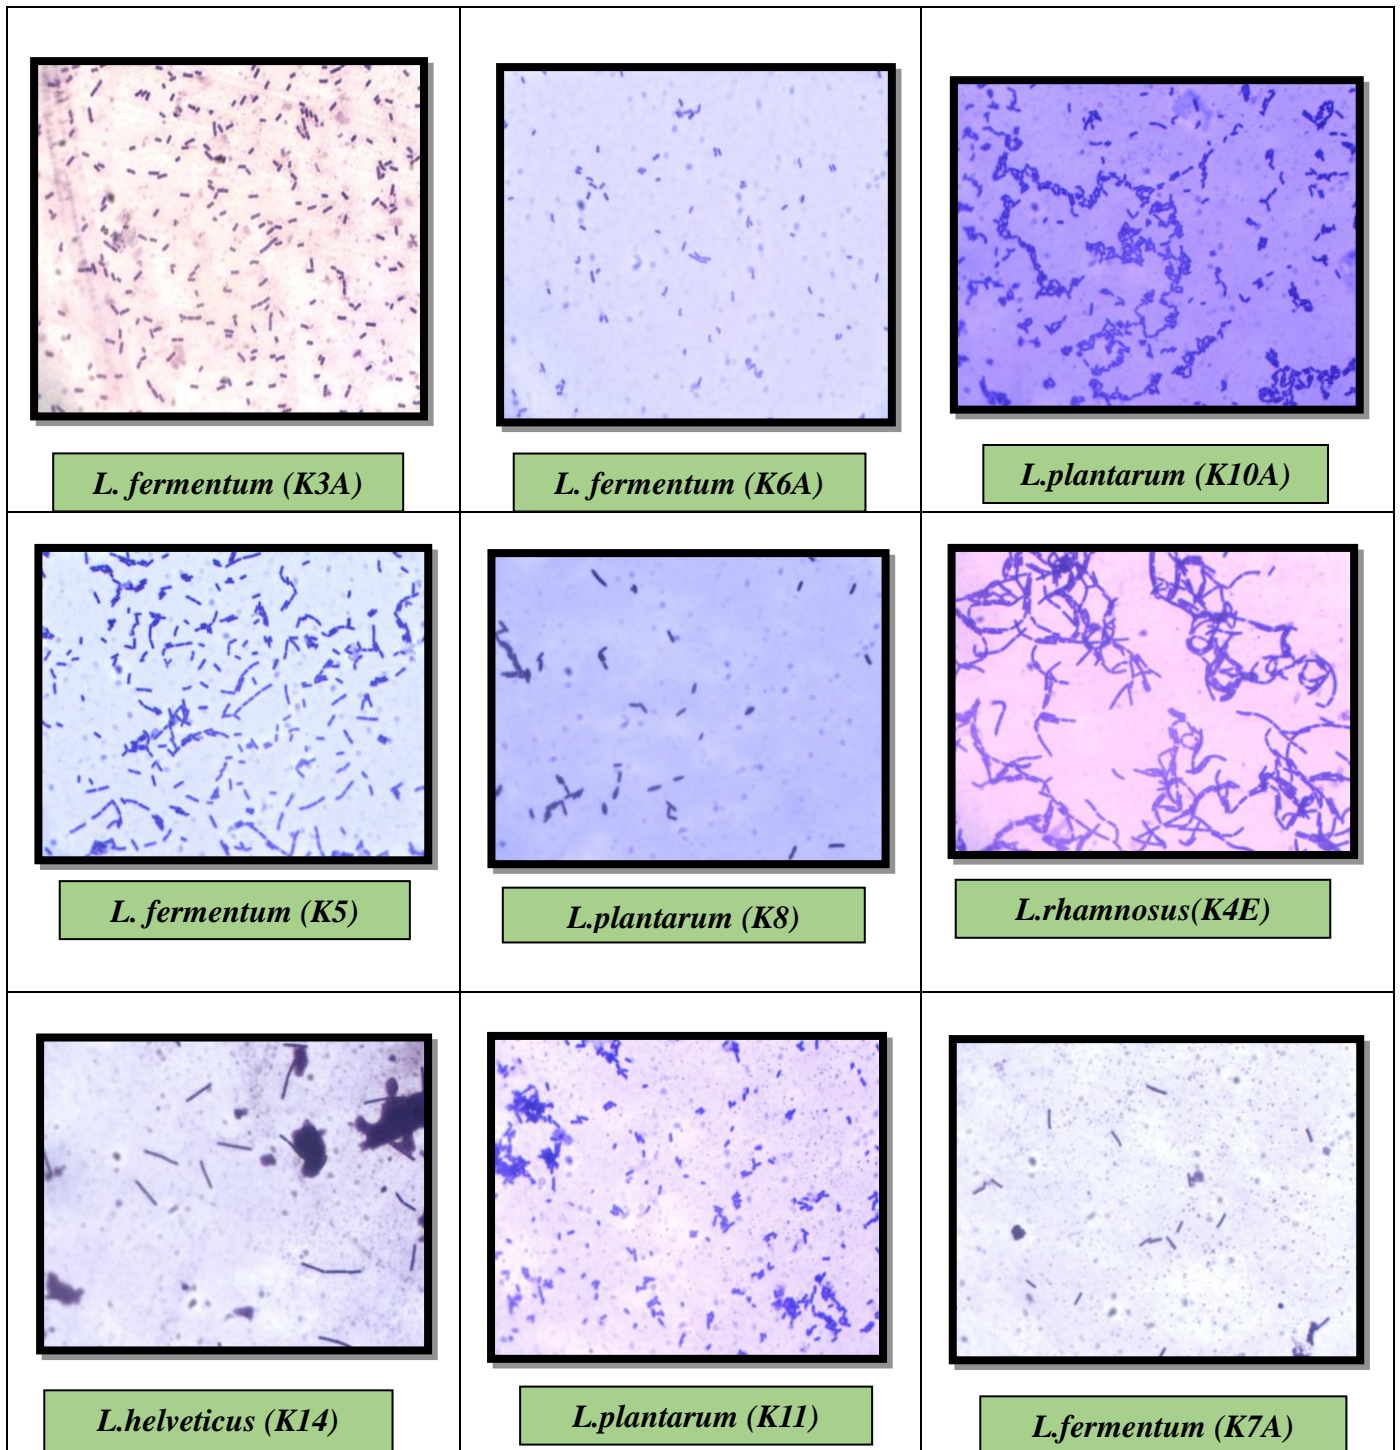 L. fermentum (K3A)
L. fermentum (K6A)
L.plantarum (K10A)
L. fermentum (K5)
L.plantarum (K8)
L.rhamnosus(K4E)
L.helveticus (K14)
L.plantarum (K11)
L.fermentum (K7A)